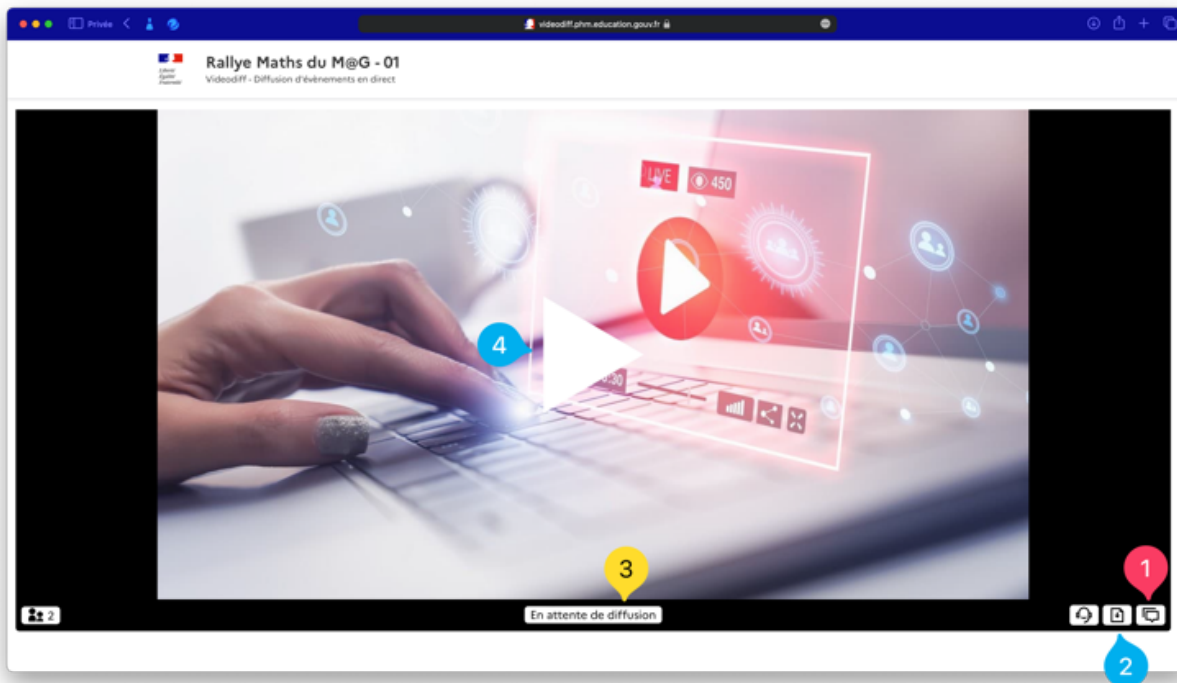 Privée
videodiff.phm.education.gouv.fr
Rallye Maths du M@G - 01
Videodiff - Diffusion d'évènements en direct
LIVE
450
4
:30
3
1
2
En attente de diffusion
2